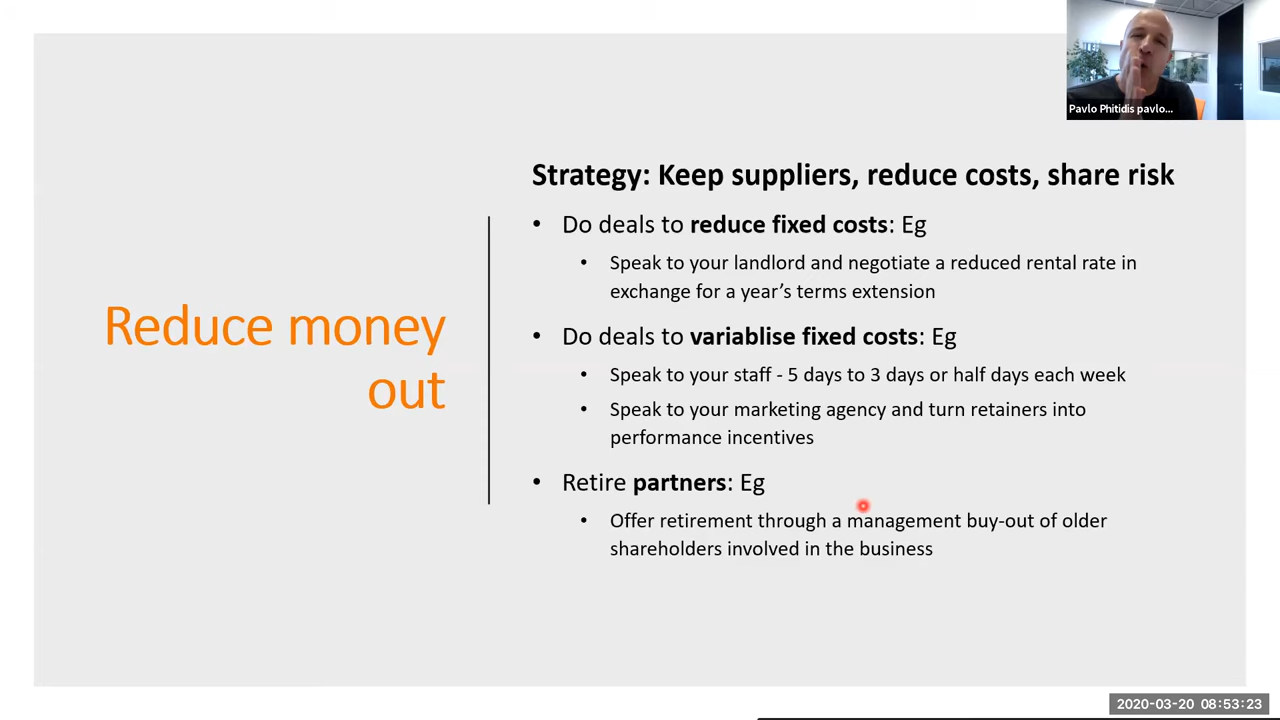 Pavlo Phitidis pavlo...
Strategy: Keep suppliers, reduce costs, share risk
Reduce money
out
• Do deals to reduce fixed costs: Eg
• Speak to your landlord and negotiate a reduced rental rate in
exchange for a year’s terms extension
• Do deals to variablise fixed costs: Eg
• Speak to your staff - 5 days to 3 days or half days each week
• Speak to your marketing agency and turn retainers into
performance incentives
• Retire partners: Eg
• Offer retirement through a management buy-out of older
shareholders involved in the business
2020-03-20 08:53:23